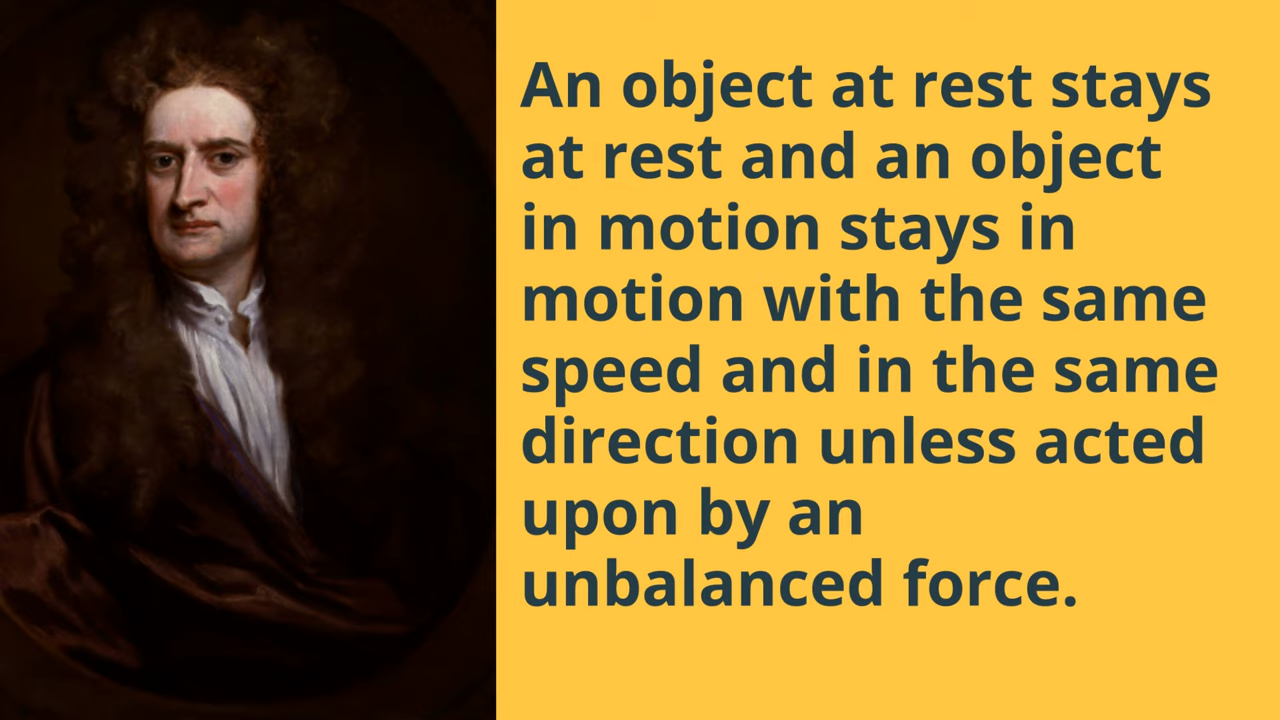 An object at rest stays
at rest and an object
in motion stays in
motion with the same
speed and in the same
direction unless acted
upon by an
unbalanced force.